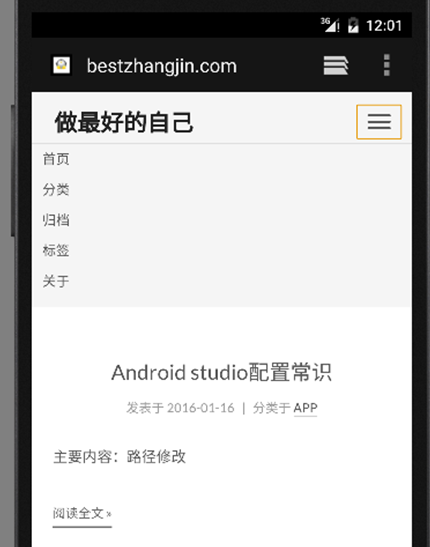 3G 12:01
bestzhangjin.com
做最好的自己
首页
分类
归档
标签
关于
Android studio配置常识
发表于 2016-01-16 | 分类于 APP
主要内容：路径修改
阅读全文 »